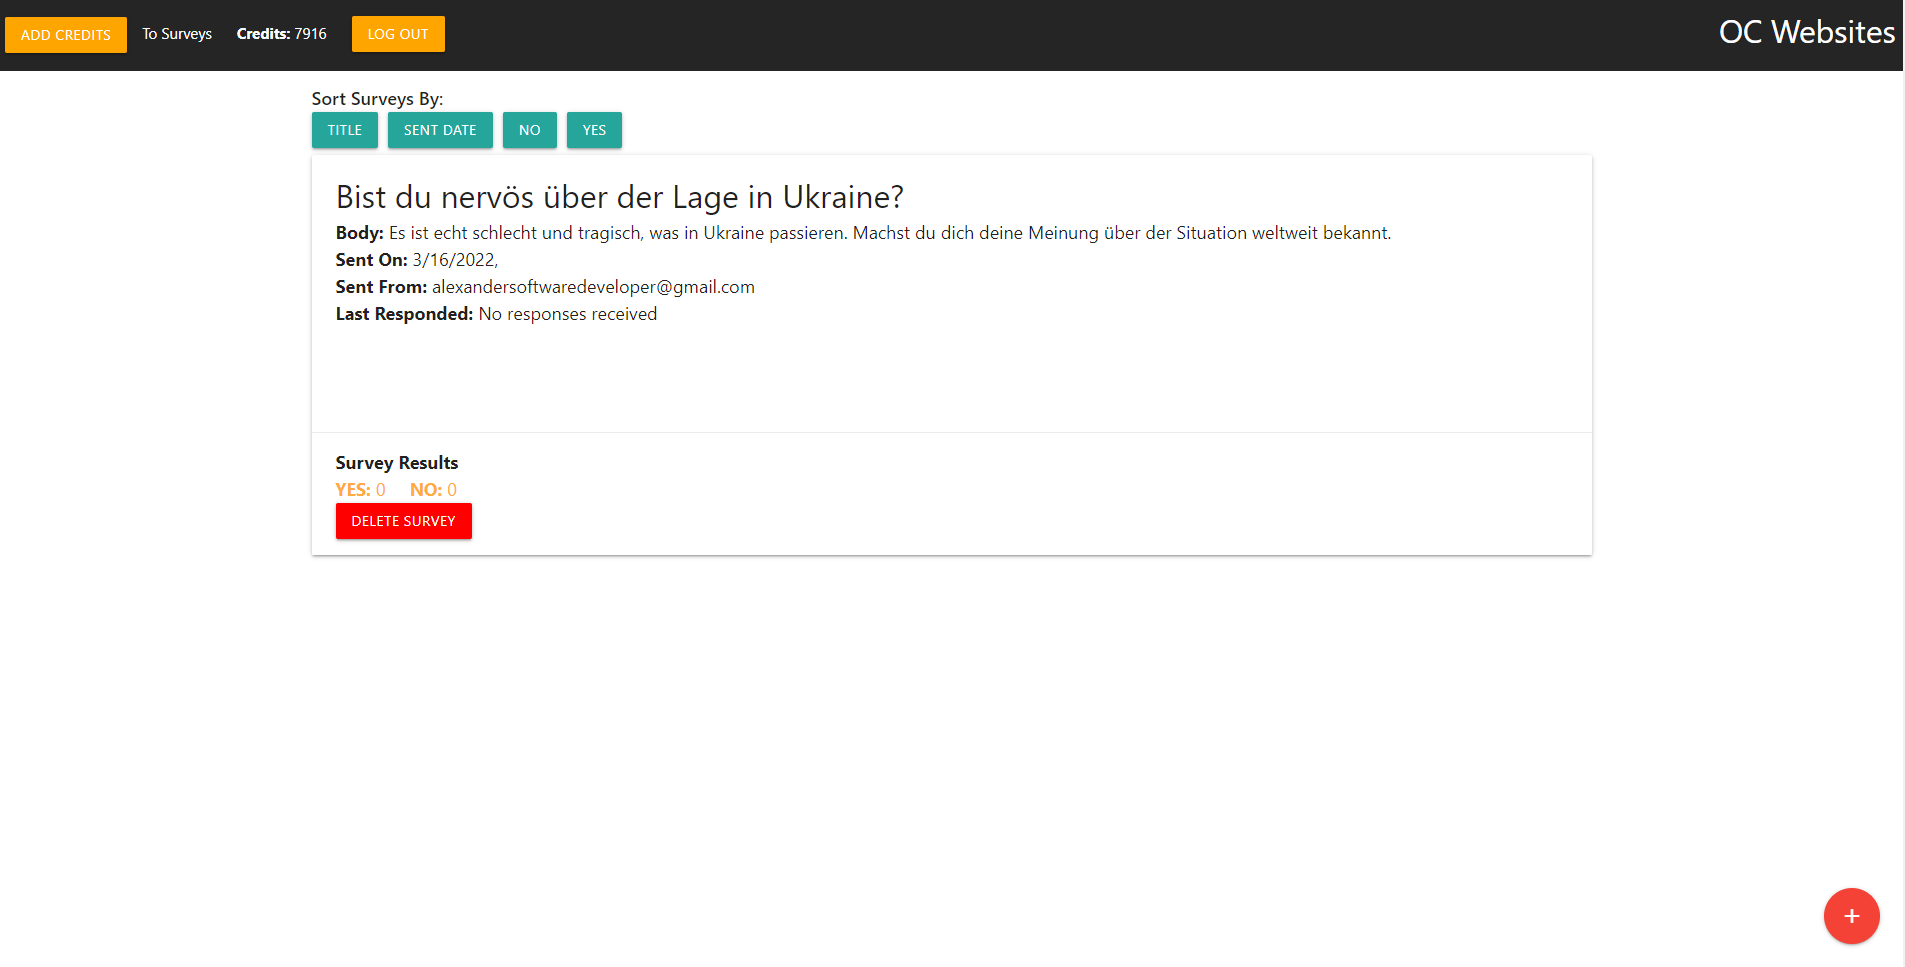 ADD CREDITS To Surveys Credits: 7916 LOG OUT OC Websites
Sort Surveys By:
TITLE SENT DATE NO YES
Bist du nervös über der Lage in Ukraine?
Body: Es ist echt schlecht und tragisch, was in Ukraine passieren. Machst du dich deine Meinung über der Situation weltweit bekannt.
Sent On: 3/16/2022,
Sent From: alexandersoftwaredeveloper@gmail.com
Last Responded: No responses received
Survey Results
YES: 0 NO: 0
DELETE SURVEY
+